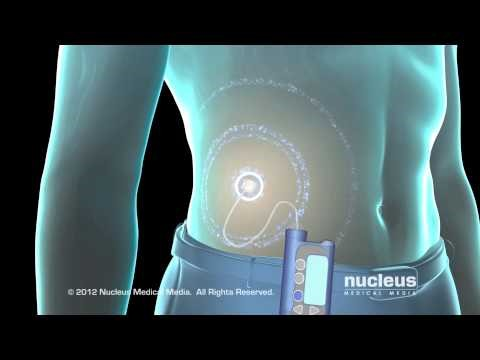 nucleus
MEDICAL MEDIA
© 2012 Nucleus Medical Media.  All Rights Reserved.